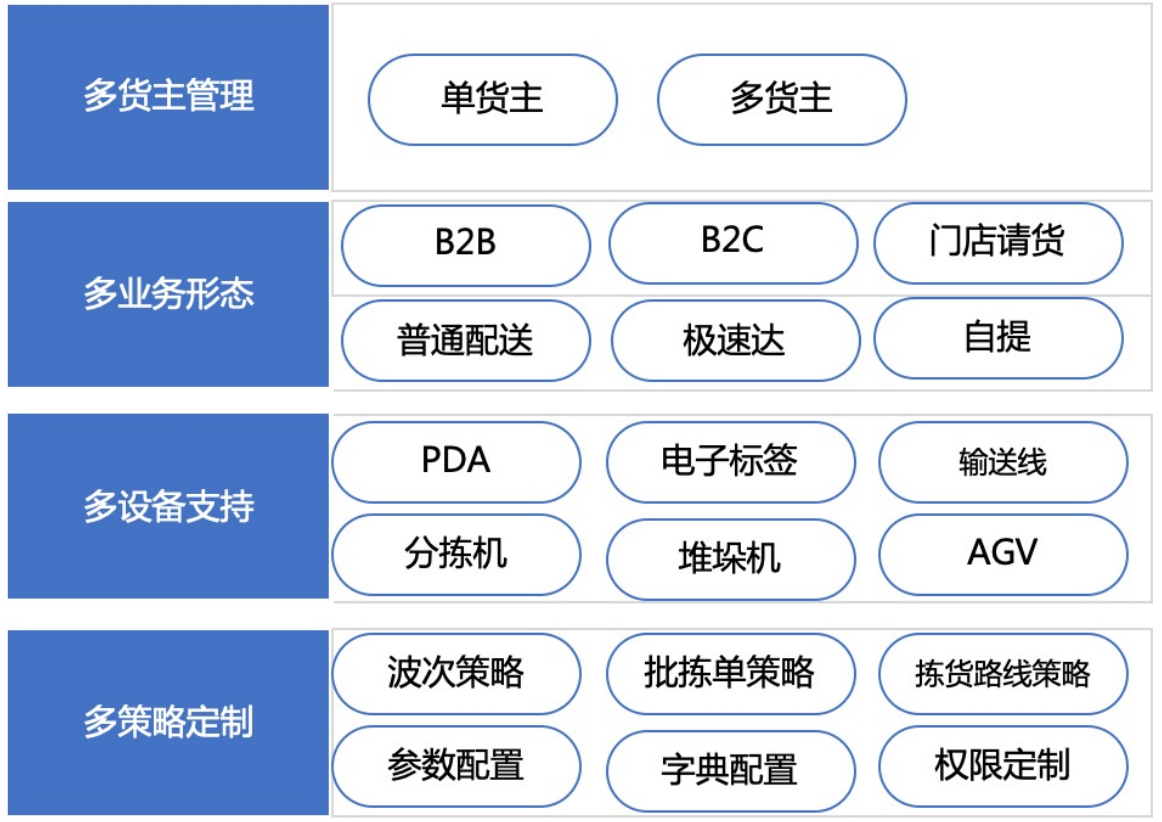 多货主管理
单货主 多货主
多业务形态
B2B B2C 门店请货
普通配送 极速达 自提
多设备支持
PDA 电子标签 输送线
分拣机 堆垛机 AGV
多策略定制
波次策略 批拣单策略 拣货路线策略
参数配置 字典配置 权限定制